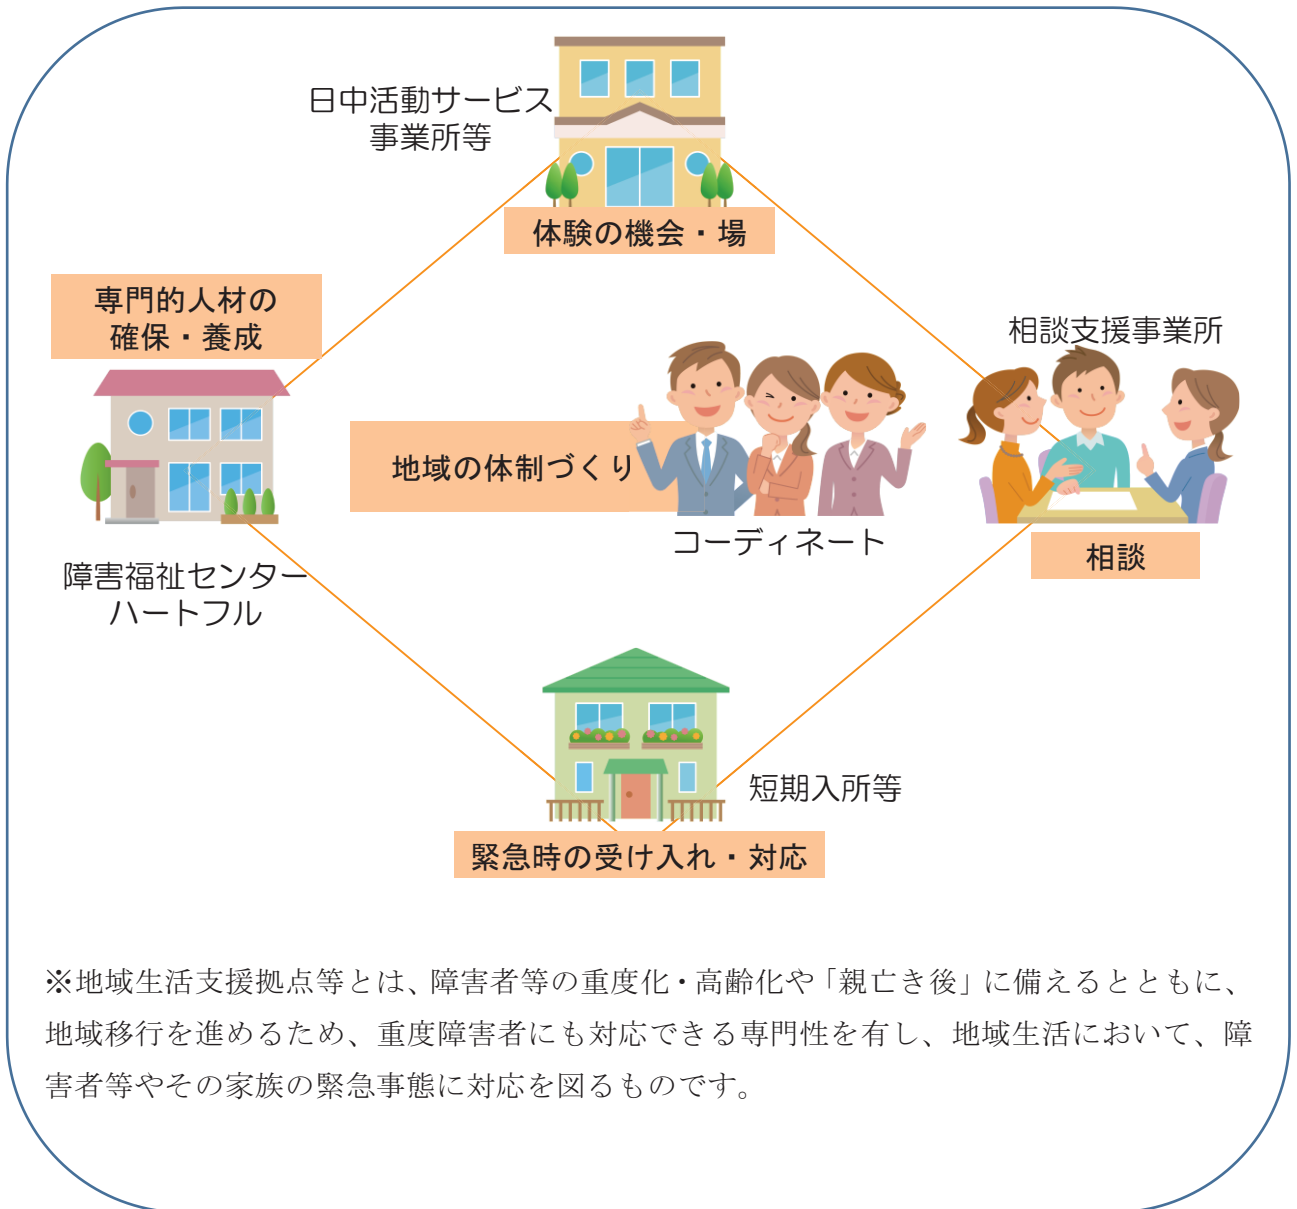 日中活動サービス
事業所等
体験の機会・場
専門的人材の
確保・養成
相談支援事業所
地域の体制づくり
コーディネート
相談
障害福祉センター
ハートフル
短期入所等
緊急時の受け入れ・対応
※地域生活支援拠点等とは、障害者等の重度化・高齢化や「親亡き後」に備えるとともに、
地域移行を進めるため、重度障害者にも対応できる専門性を有し、地域生活において、障
害者等やその家族の緊急事態に対応を図るものです。